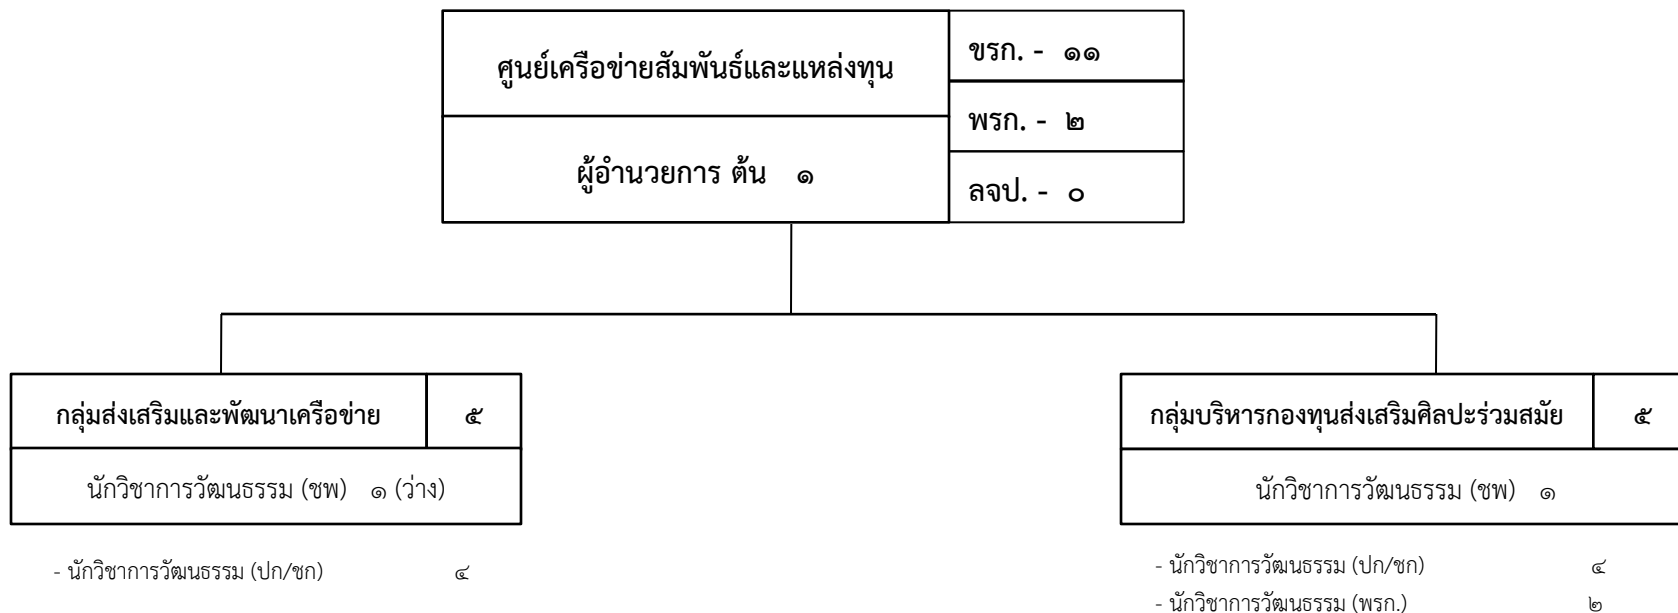 ศูนย์เครือข่ายสัมพันธ์และแหล่งทุน
ขรก. - ๑๑
พรก. - ๒
ผู้อำนวยการ ต้น ๑
ลจป. - ๐
กลุ่มส่งเสริมและพัฒนาเครือข่าย ๕
นักวิชาการวัฒนธรรม (ชพ) ๑ (ว่าง)
- นักวิชาการวัฒนธรรม (ปก/ชก) ๔
กลุ่มบริหารกองทุนส่งเสริมศิลปะร่วมสมัย ๕
นักวิชาการวัฒนธรรม (ชพ) ๑
- นักวิชาการวัฒนธรรม (ปก/ชก) ๔
- นักวิชาการวัฒนธรรม (พรก.) ๒